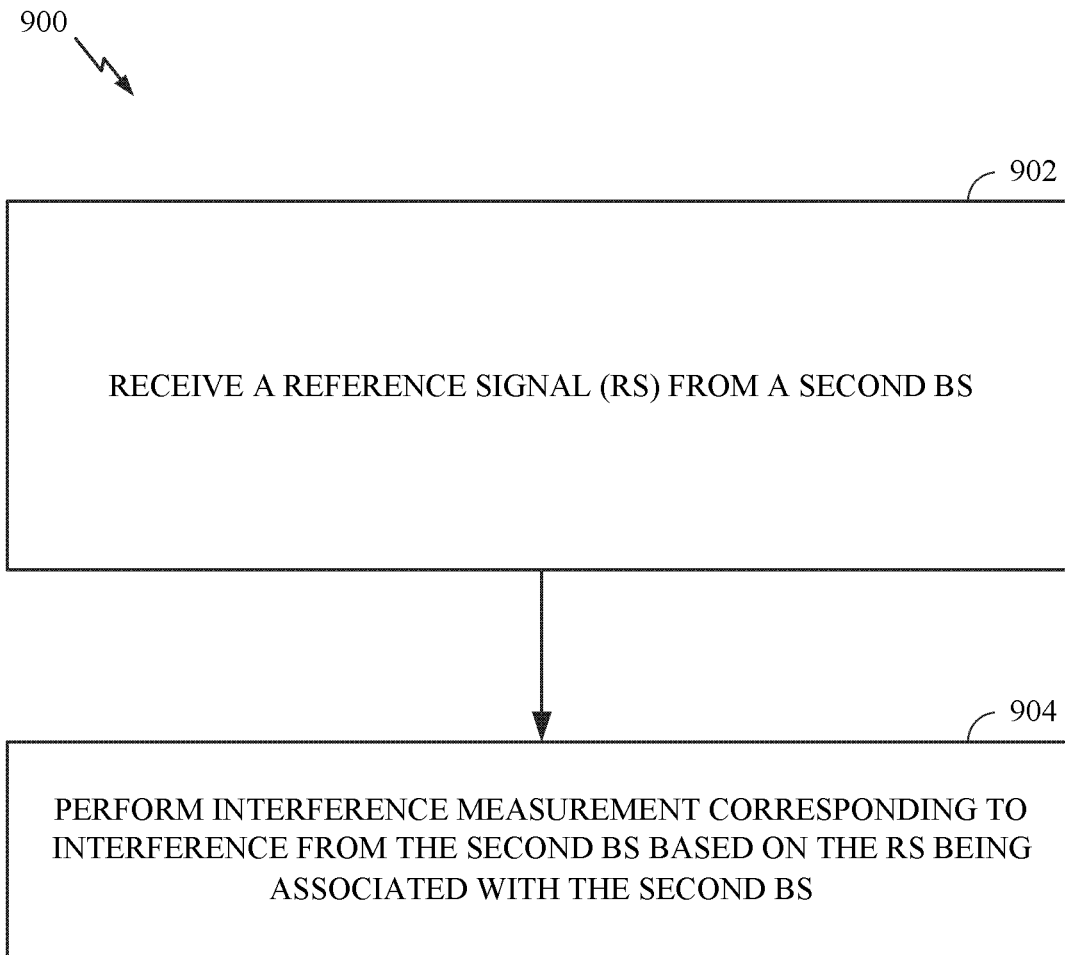 900
902
RECEIVE A REFERENCE SIGNAL (RS) FROM A SECOND BS
904
PERFORM INTERFERENCE MEASUREMENT CORRESPONDING TO
INTERFERENCE FROM THE SECOND BS BASED ON THE RS BEING
ASSOCIATED WITH THE SECOND BS